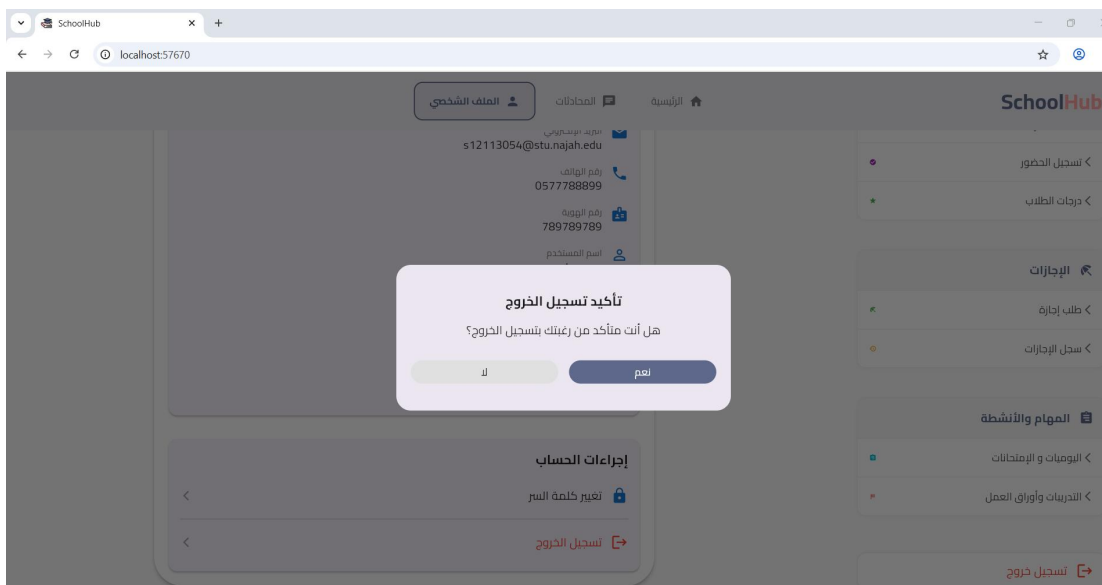 SchoolHub
localhost:57670
SchoolHub
الرئيسية
المحادثات
الملف الشخصي
البريد الإلكتروني
s12113054@stu.najah.edu
رقم الهاتف
0577788899
رقم الهوية
789789789
اسم المستخدم
تأكيد تسجيل الخروج
هل أنت متأكد من رغبتك بتسجيل الخروج؟
نعم
لا
إجراءات الحساب
تغيير كلمة السر
تسجيل الخروج
تسجيل الحضور
درجات الطلاب
الإجازات
طلب إجازة
سجل الإجازات
المهام والأنشطة
اليوميات و الإمتحانات
التدريبات وأوراق العمل
تسجيل خروج